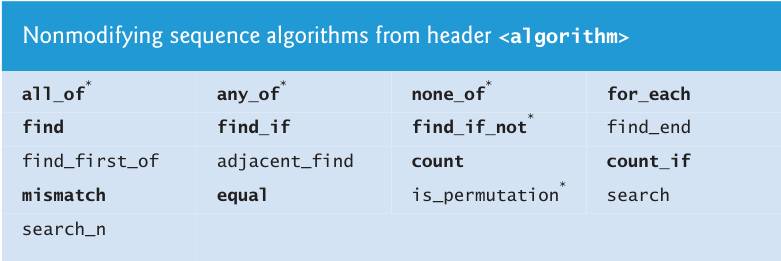 Nonmodifying sequence algorithms from header <algorithm>
all_of* any_of* none_of* for_each
find find_if find_if_not* find_end
find_first_of adjacent_find count count_if
mismatch equal is_permutation* search
search_n